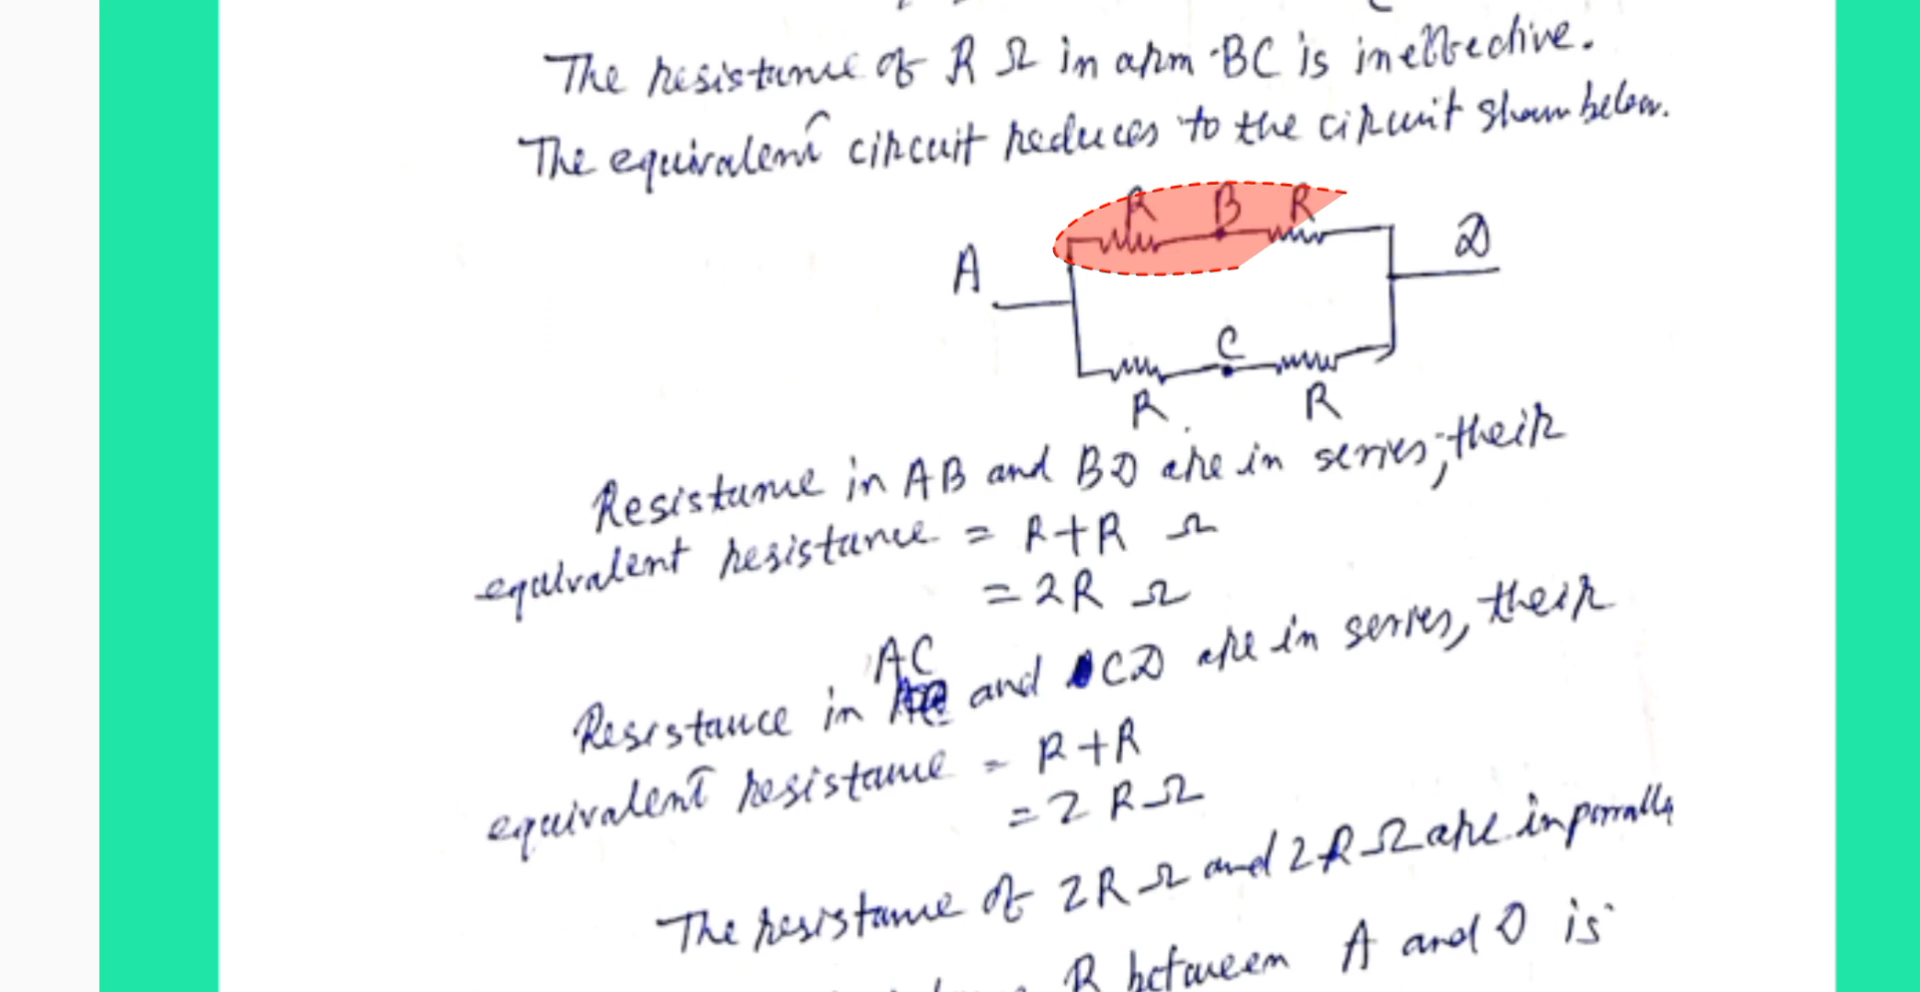 The resistance of R Ω in arm BC is ineffective.
The equivalent circuit reduces to the circuit shown below.
R B R
A
D
C
R R
Resistance in AB and BD are in series, their
equivalent resistance = R+R Ω
= 2R Ω
AC
Resistance in and CD are in series, their
equivalent resistance = R+R
= 2 R Ω
The resistance of 2R Ω and 2R Ω are in parrally
R between A and D is